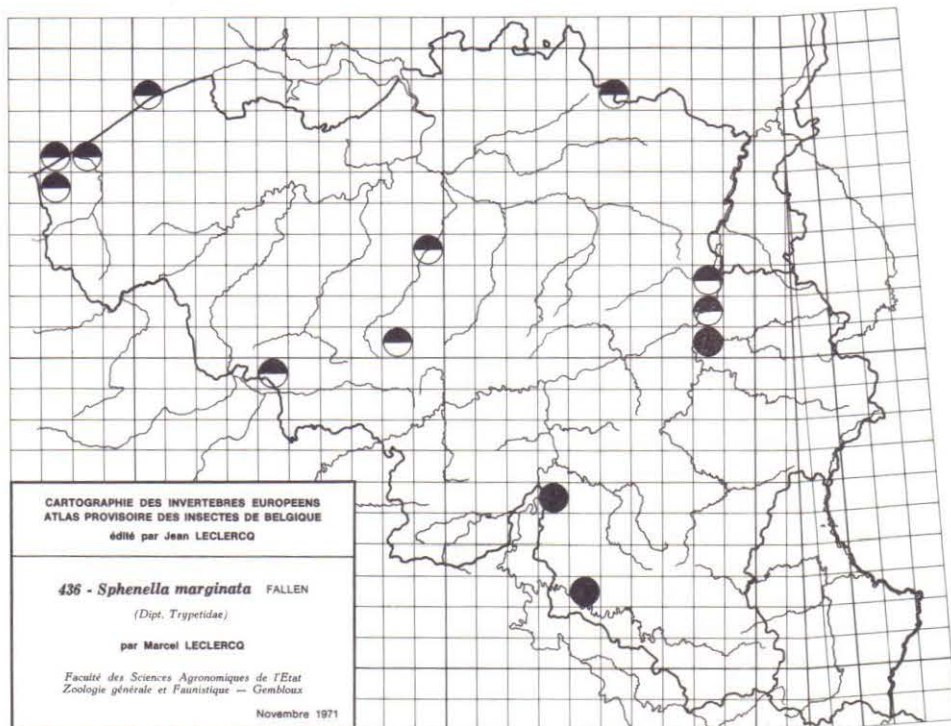 CARTOGRAPHIE DES INVERTEBRES EUROPEENS
ATLAS PROVISOIRE DES INSECTES DE BELGIQUE
édité par Jean LECLERCQ
436 - Sphenella marginata FALLEN
(Dipt. Trypetidae)
par Marcel LECLERCQ
Faculté des Sciences Agronomiques de l'Etat
Zoologie générale et Faunistique — Gembloux
Novembre 1971